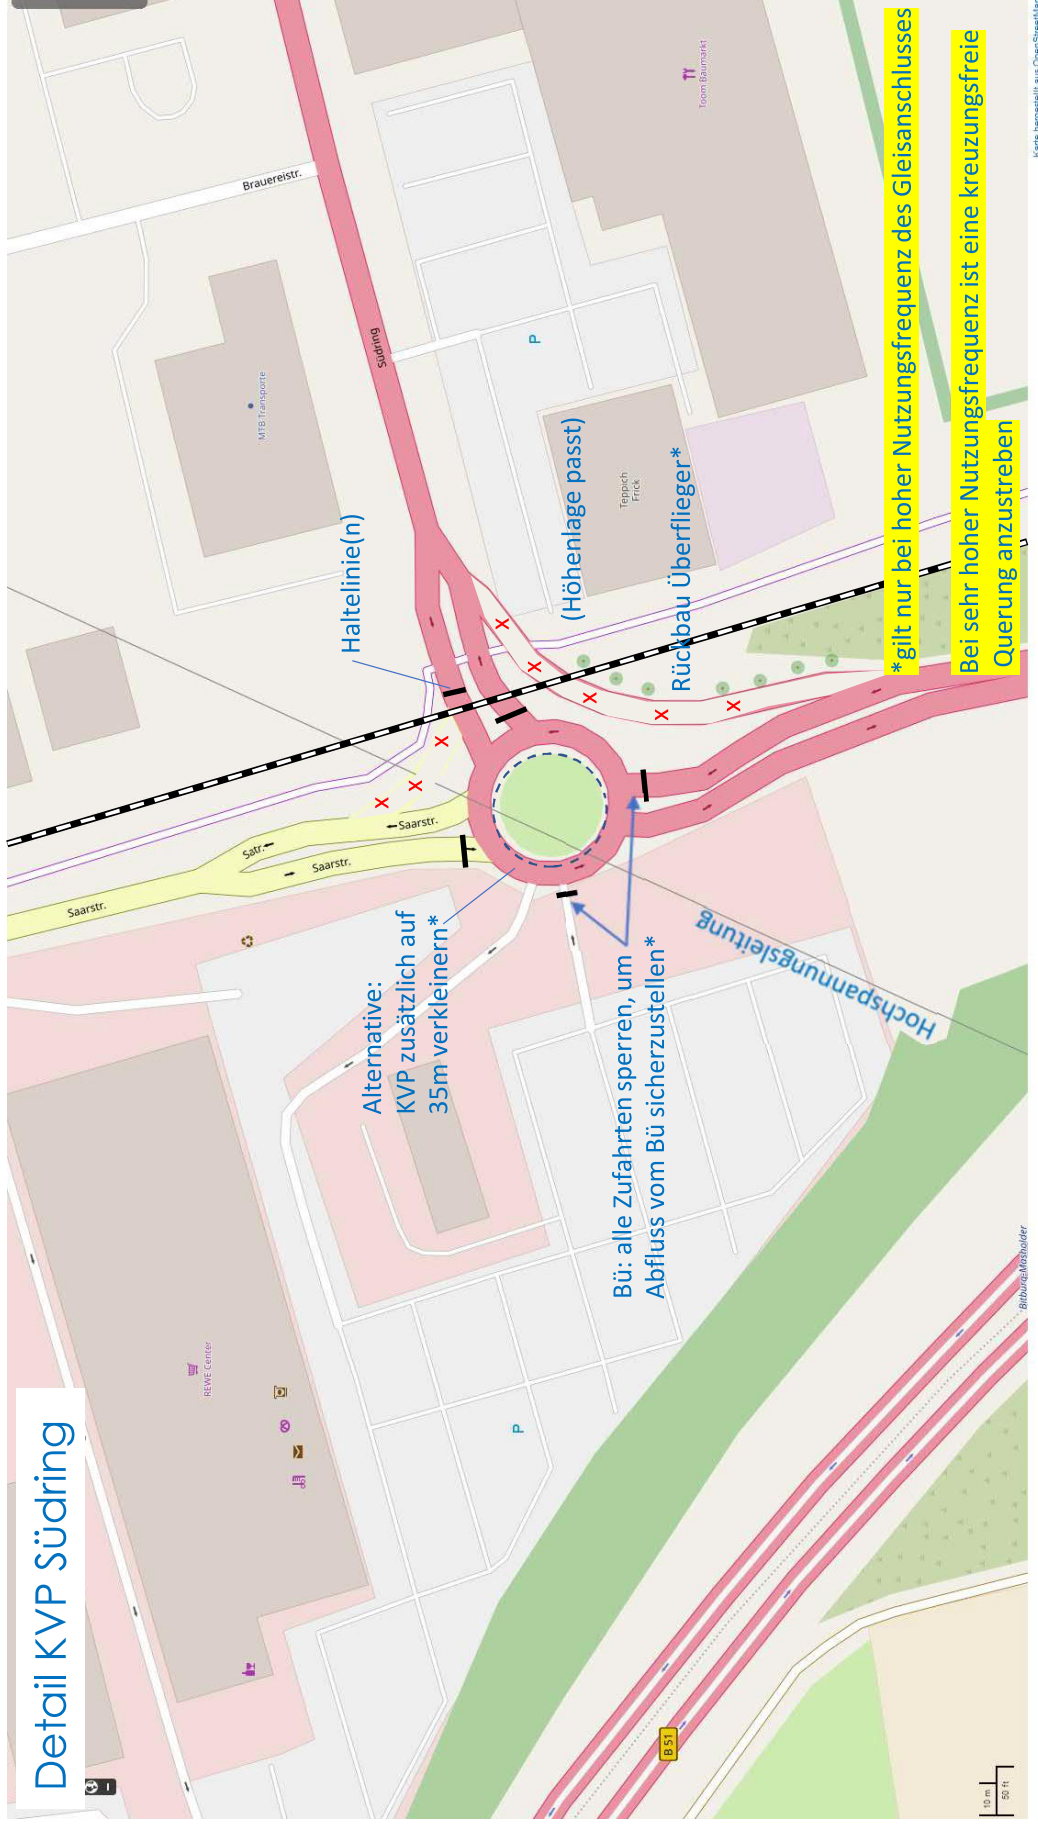 Detail KVP Südring
Brauereistr.
Südring
MTB Transporte
Toom Baumarkt
P
Teppich
Frick
Haltelinie(n)
(Höhenlage passt)
Rückbau Überflieger*
X
X
X
X
X
X
X
X
Saarstr.
Satr.
Saarstr.
Saarstr.
Alternative:
KVP zusätzlich auf
35m verkleinern*
Bü: alle Zufahrten sperren, um
Abfluss vom Bü sicherzustellen*
Hochspannungsleitung
REWE Center
P
B 51
Bitburg-Masholder
*gilt nur bei hoher Nutzungsfrequenz des Gleisanschlusses
Bei sehr hoher Nutzungsfrequenz ist eine kreuzungsfreie
Querung anzustreben
10 m
50 ft